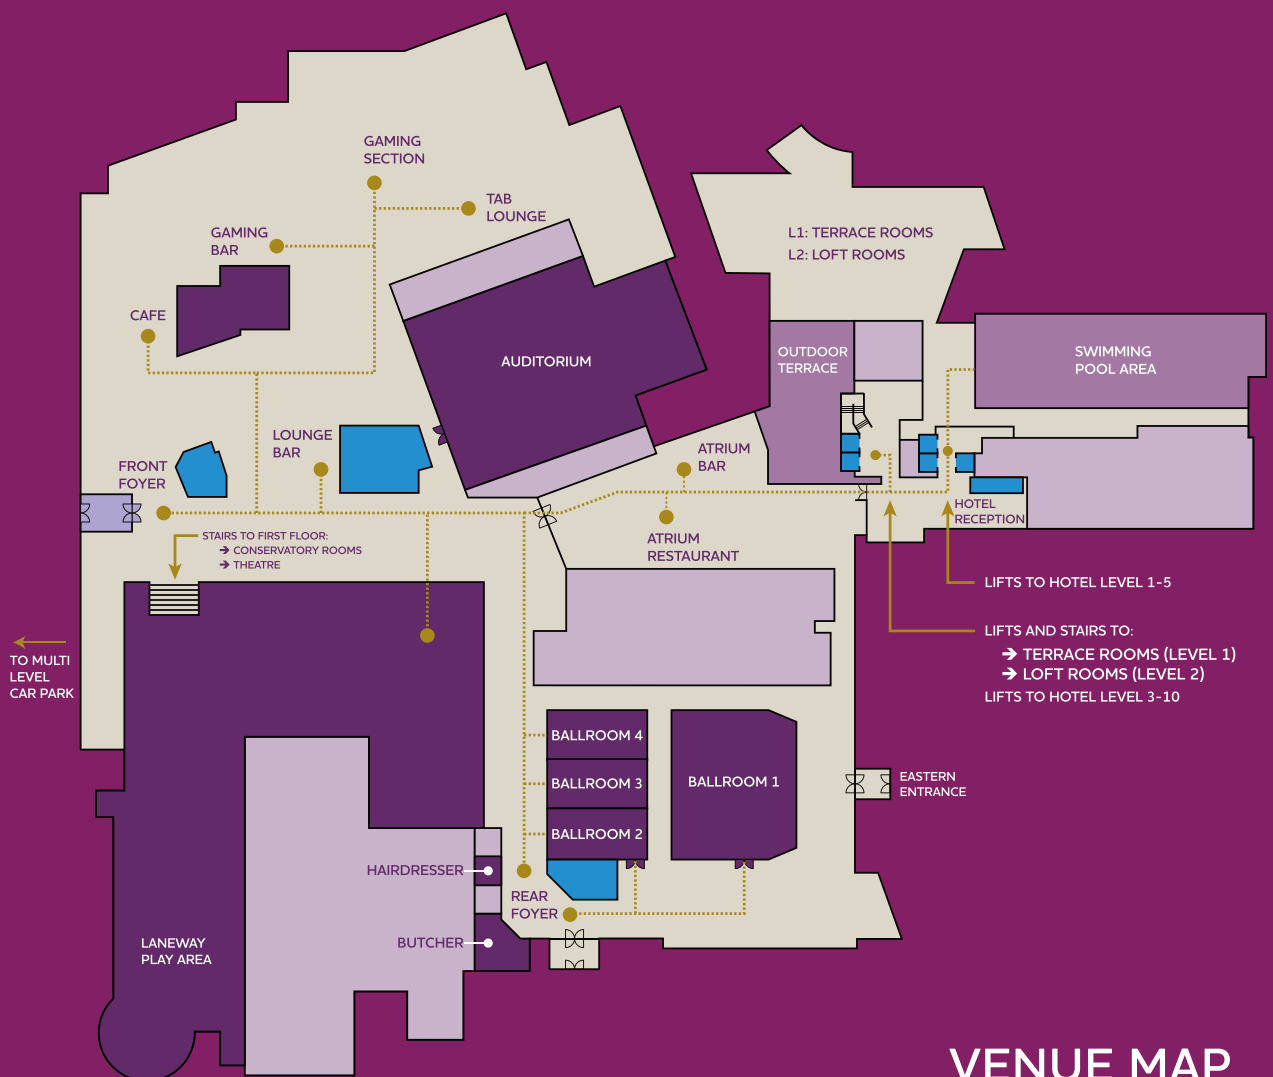 GAMING
SECTION
TAB
LOUNGE
GAMING
BAR
CAFE
AUDITORIUM
L1: TERRACE ROOMS
L2: LOFT ROOMS
OUTDOOR
TERRACE
SWIMMING
POOL AREA
LOUNGE
BAR
FRONT
FOYER
ATRIUM
BAR
HOTEL
RECEPTION
STAIRS TO FIRST FLOOR:
➔ CONSERVATORY ROOMS
➔ THEATRE
ATRIUM
RESTAURANT
LIFTS TO HOTEL LEVEL 1-5
LIFTS AND STAIRS TO:
➔ TERRACE ROOMS (LEVEL 1)
➔ LOFT ROOMS (LEVEL 2)
LIFTS TO HOTEL LEVEL 3-10
TO MULTI
LEVEL
CAR PARK
BALLROOM 4
BALLROOM 3
BALLROOM 2
BALLROOM 1
EASTERN
ENTRANCE
HAIRDRESSER
REAR
FOYER
BUTCHER
LANEWAY
PLAY AREA
VENUE MAP